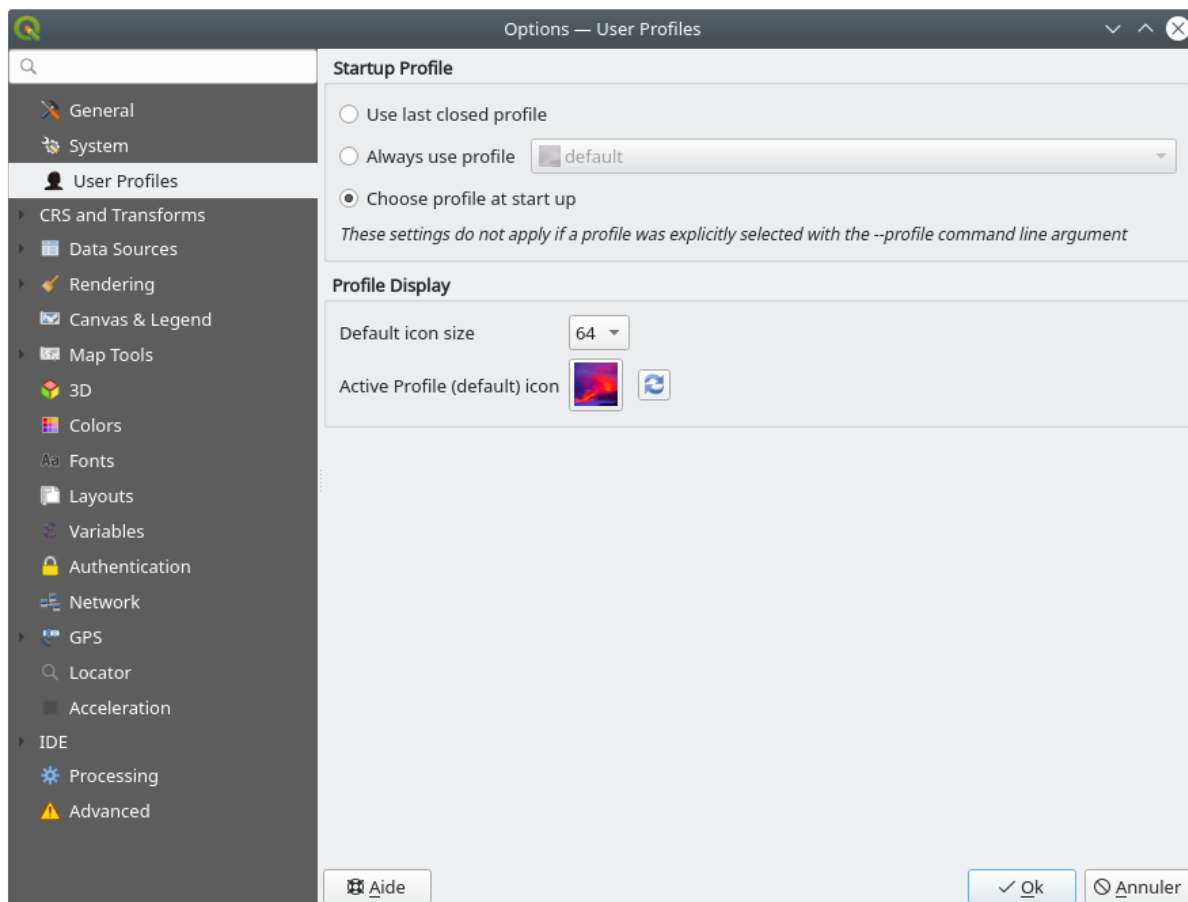 Options — User Profiles
General
System
User Profiles
CRS and Transforms
Data Sources
Rendering
Canvas & Legend
Map Tools
3D
Colors
Aa Fonts
Layouts
ε Variables
Authentication
Network
GPS
Locator
Acceleration
IDE
Processing
Advanced
Startup Profile
Use last closed profile
Always use profile default
Choose profile at start up
These settings do not apply if a profile was explicitly selected with the --profile command line argument
Profile Display
Default icon size 64
Active Profile (default) icon
Aide Ok Annuler